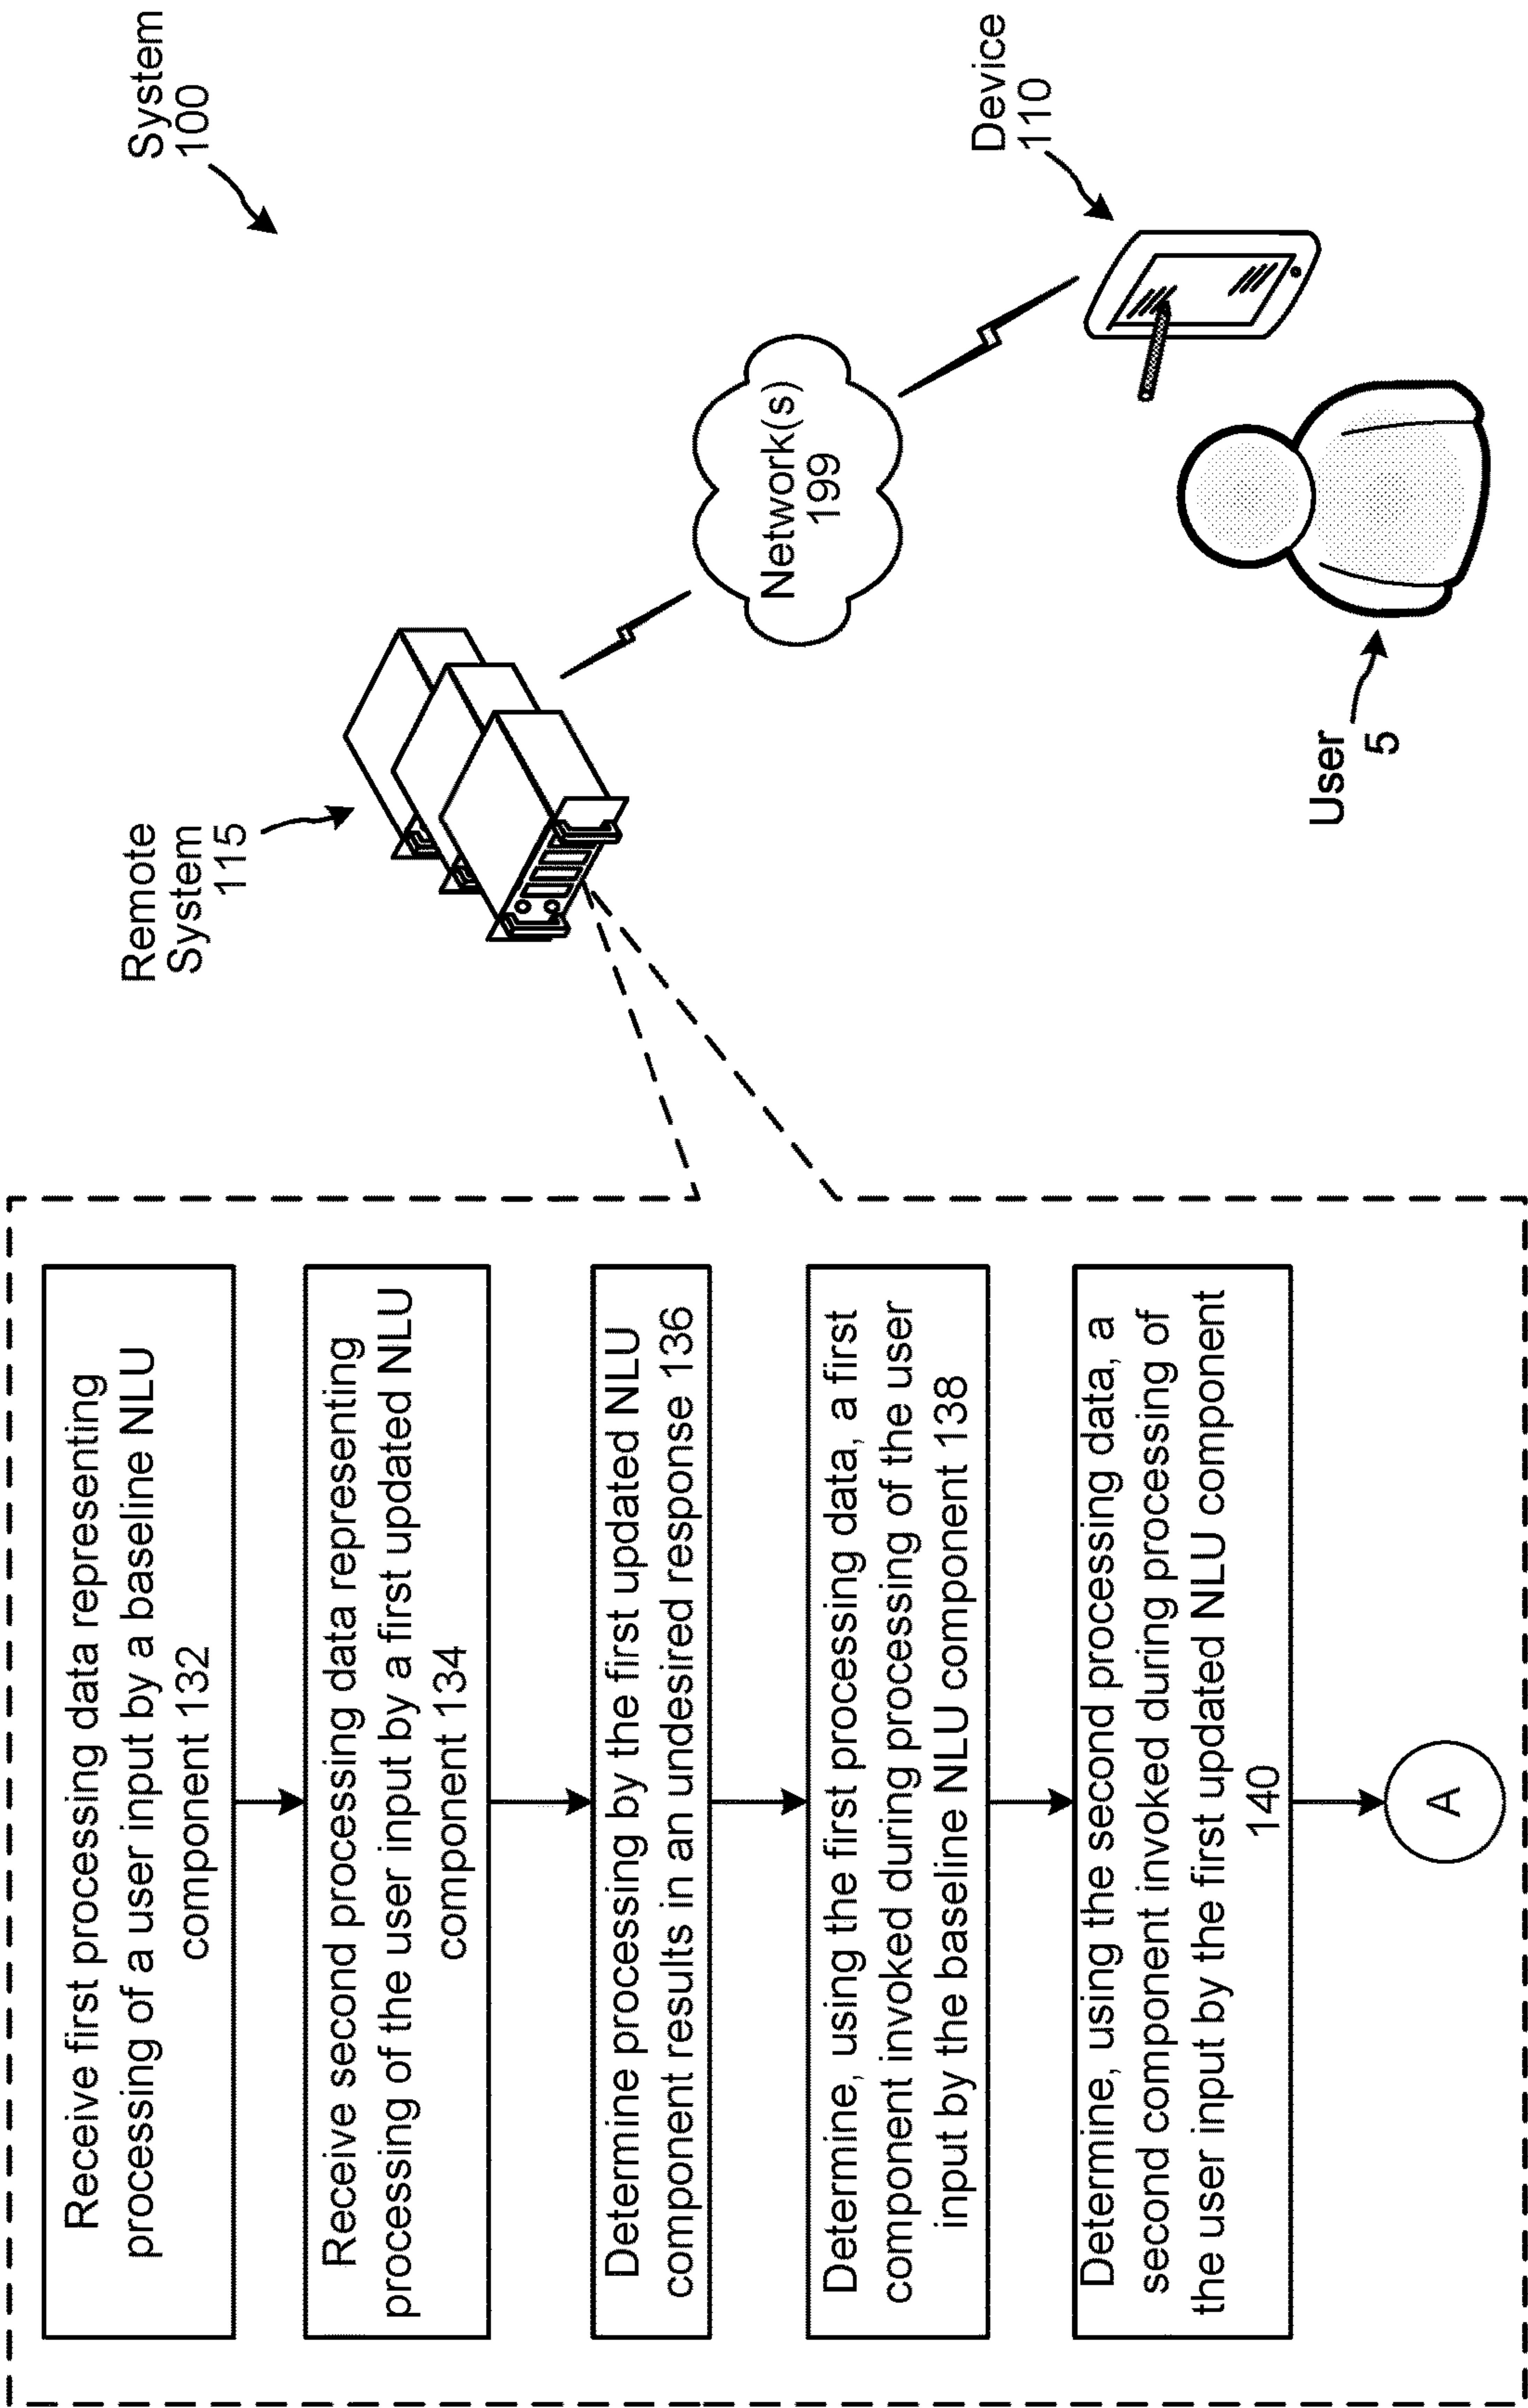 System
100
Remote
System
115
Network(s)
199
Device
110
User
5
Receive first processing data representing
processing of a user input by a baseline NLU
component 132
Receive second processing data representing
processing of the user input by a first updated NLU
component 134
Determine processing by the first updated NLU
component results in an undesired response 136
Determine, using the first processing data, a first
component invoked during processing of the user
input by the baseline NLU component 138
Determine, using the second processing data, a
second component invoked during processing of
the user input by the first updated NLU component
140
A